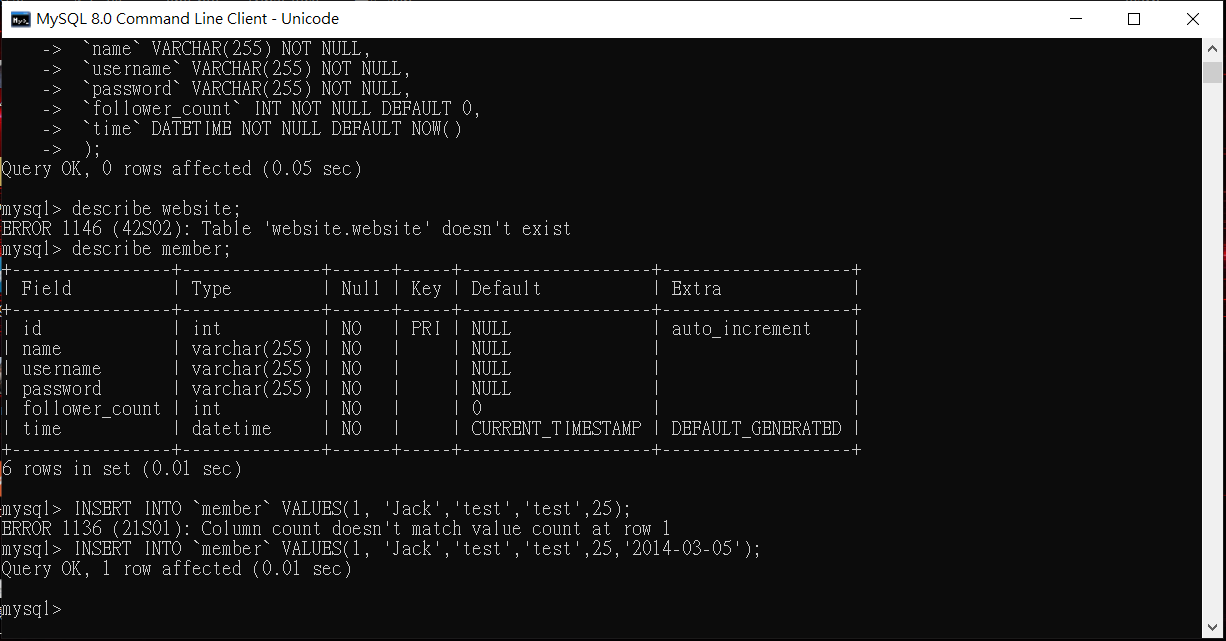 MySQL 8.0 Command Line Client - Unicode
    ->  `name` VARCHAR(255) NOT NULL,
    ->  `username` VARCHAR(255) NOT NULL,
    ->  `password` VARCHAR(255) NOT NULL,
    ->  `follower_count` INT NOT NULL DEFAULT 0,
    ->  `time` DATETIME NOT NULL DEFAULT NOW()
    ->  );
Query OK, 0 rows affected (0.05 sec)
mysql> describe website;
ERROR 1146 (42S02): Table 'website.website' doesn't exist
mysql> describe member;
+----------------+--------------+------+-----+-------------------+-------------------+
| Field          | Type         | Null | Key | Default           | Extra             |
+----------------+--------------+------+-----+-------------------+-------------------+
| id             | int          | NO   | PRI | NULL              | auto_increment    |
| name           | varchar(255) | NO   |     | NULL              |                   |
| username       | varchar(255) | NO   |     | NULL              |                   |
| password       | varchar(255) | NO   |     | NULL              |                   |
| follower_count | int          | NO   |     | 0                 |                   |
| time           | datetime     | NO   |     | CURRENT_TIMESTAMP | DEFAULT_GENERATED |
+----------------+--------------+------+-----+-------------------+-------------------+
6 rows in set (0.01 sec)
mysql> INSERT INTO `member` VALUES(1, 'Jack','test','test',25);
ERROR 1136 (21S01): Column count doesn't match value count at row 1
mysql> INSERT INTO `member` VALUES(1, 'Jack','test','test',25,'2014-03-05');
Query OK, 1 row affected (0.01 sec)
mysql>